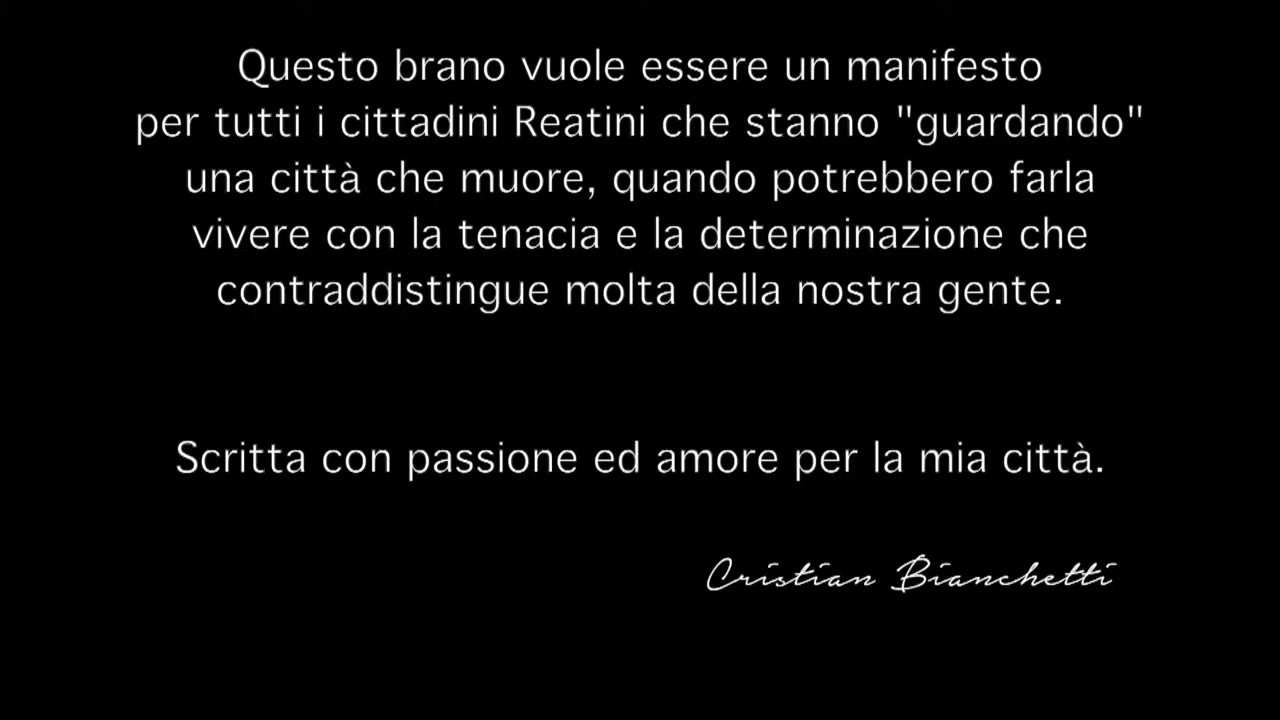 Questo brano vuole essere un manifesto
per tutti i cittadini Reatini che stanno "guardando"
una città che muore, quando potrebbero farla
vivere con la tenacia e la determinazione che
contraddistingue molta della nostra gente.
Scritta con passione ed amore per la mia città.
Cristian Bianchetti